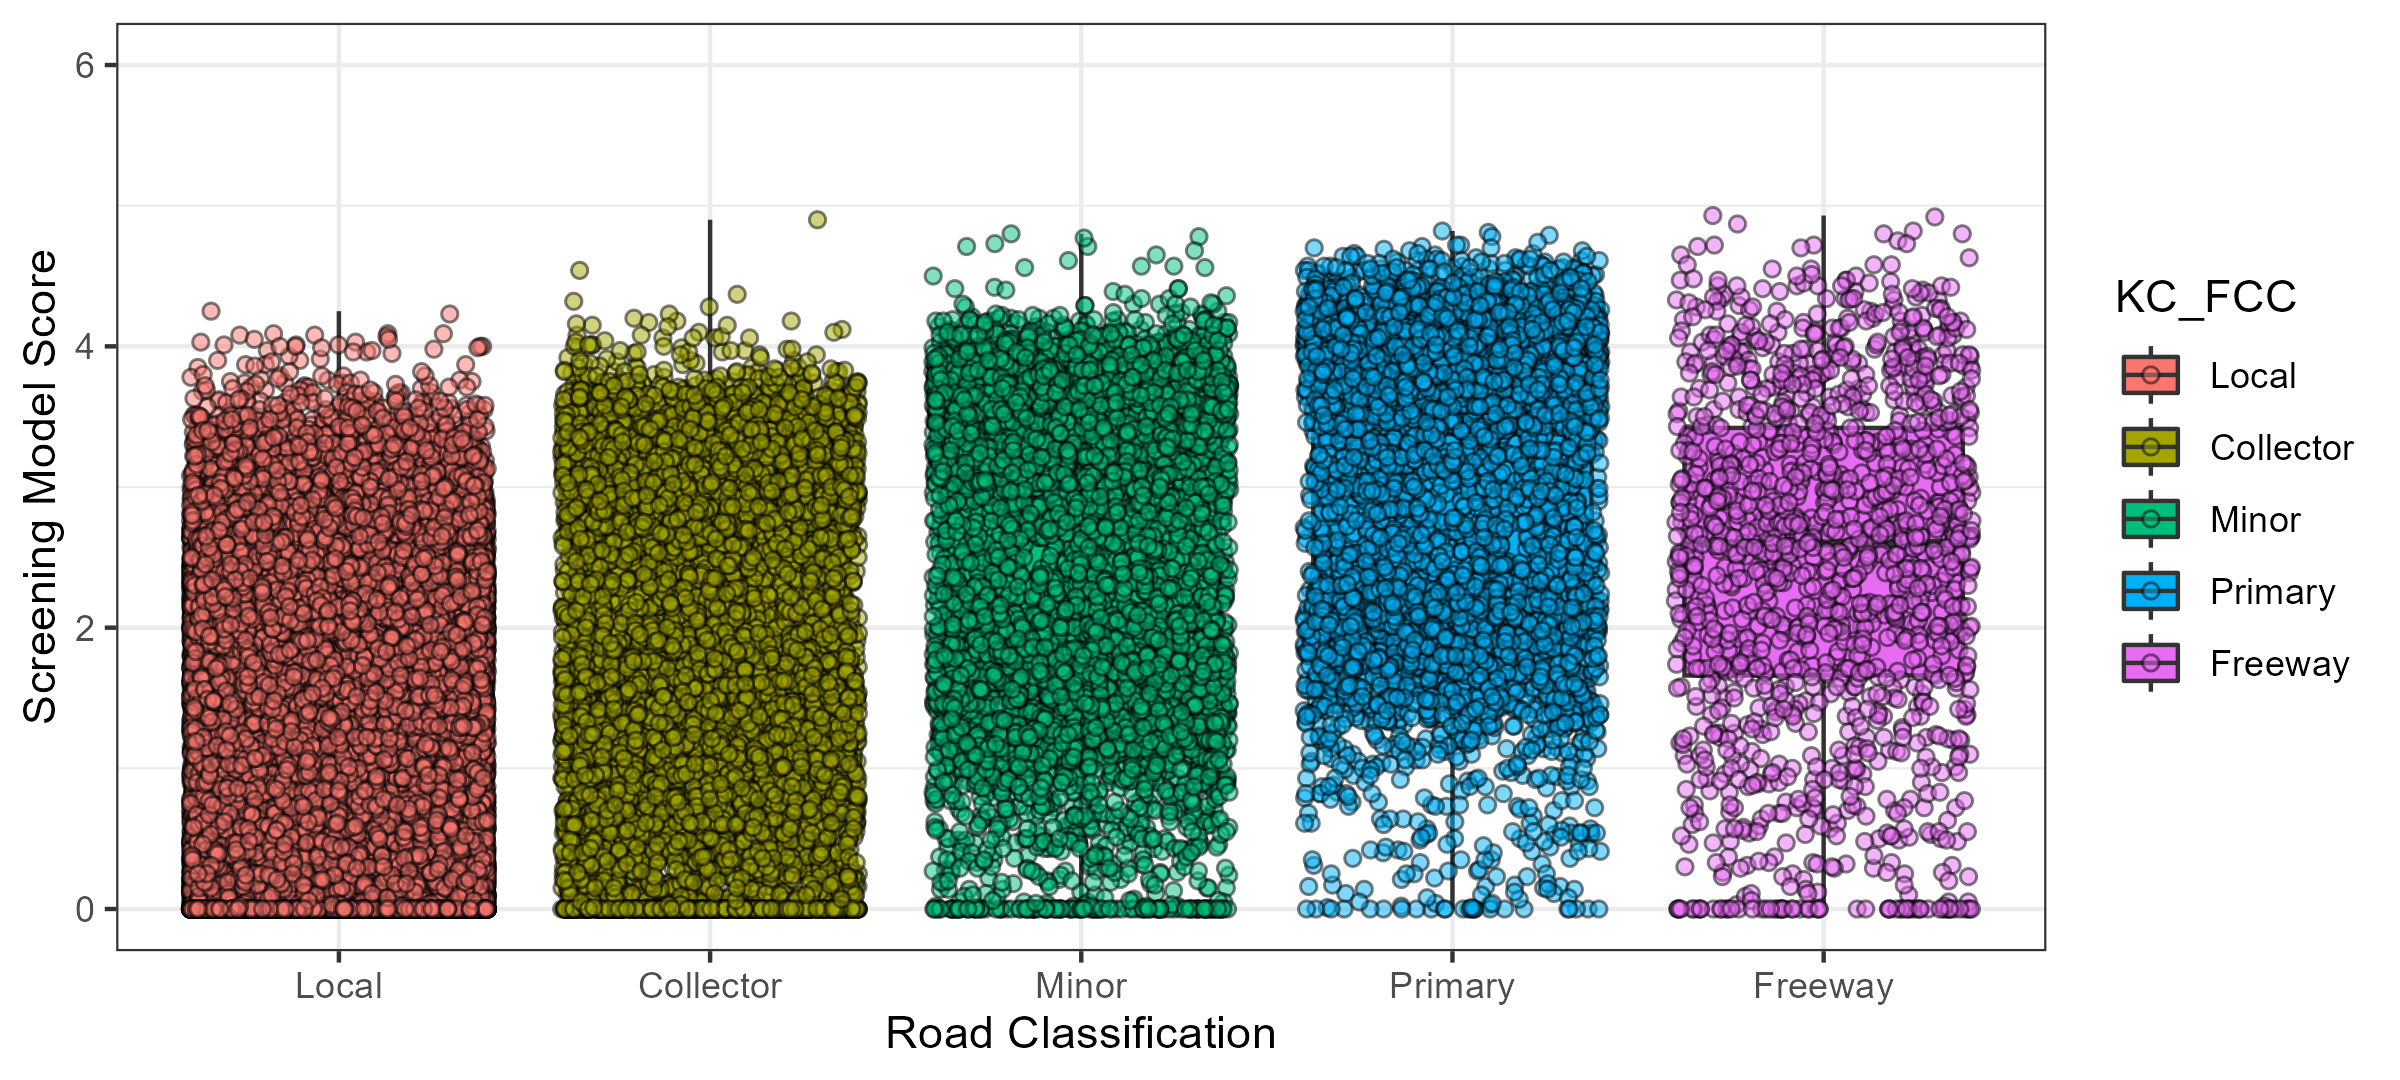 Screening Model Score
6
4
2
0
Local Collector Minor Primary Freeway
Road Classification
KC_FCC
Local
Collector
Minor
Primary
Freeway